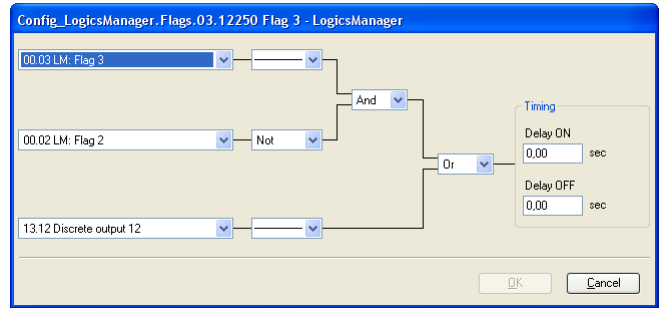 Config_LogicsManager.Flags.03.12250 Flag 3 - LogicsManager
00.03 LM: Flag 3
And
Timing
Delay ON
00.02 LM: Flag 2
Not
0,00 sec
Or
Delay OFF
0,00 sec
13.12 Discrete output 12
OK
Cancel